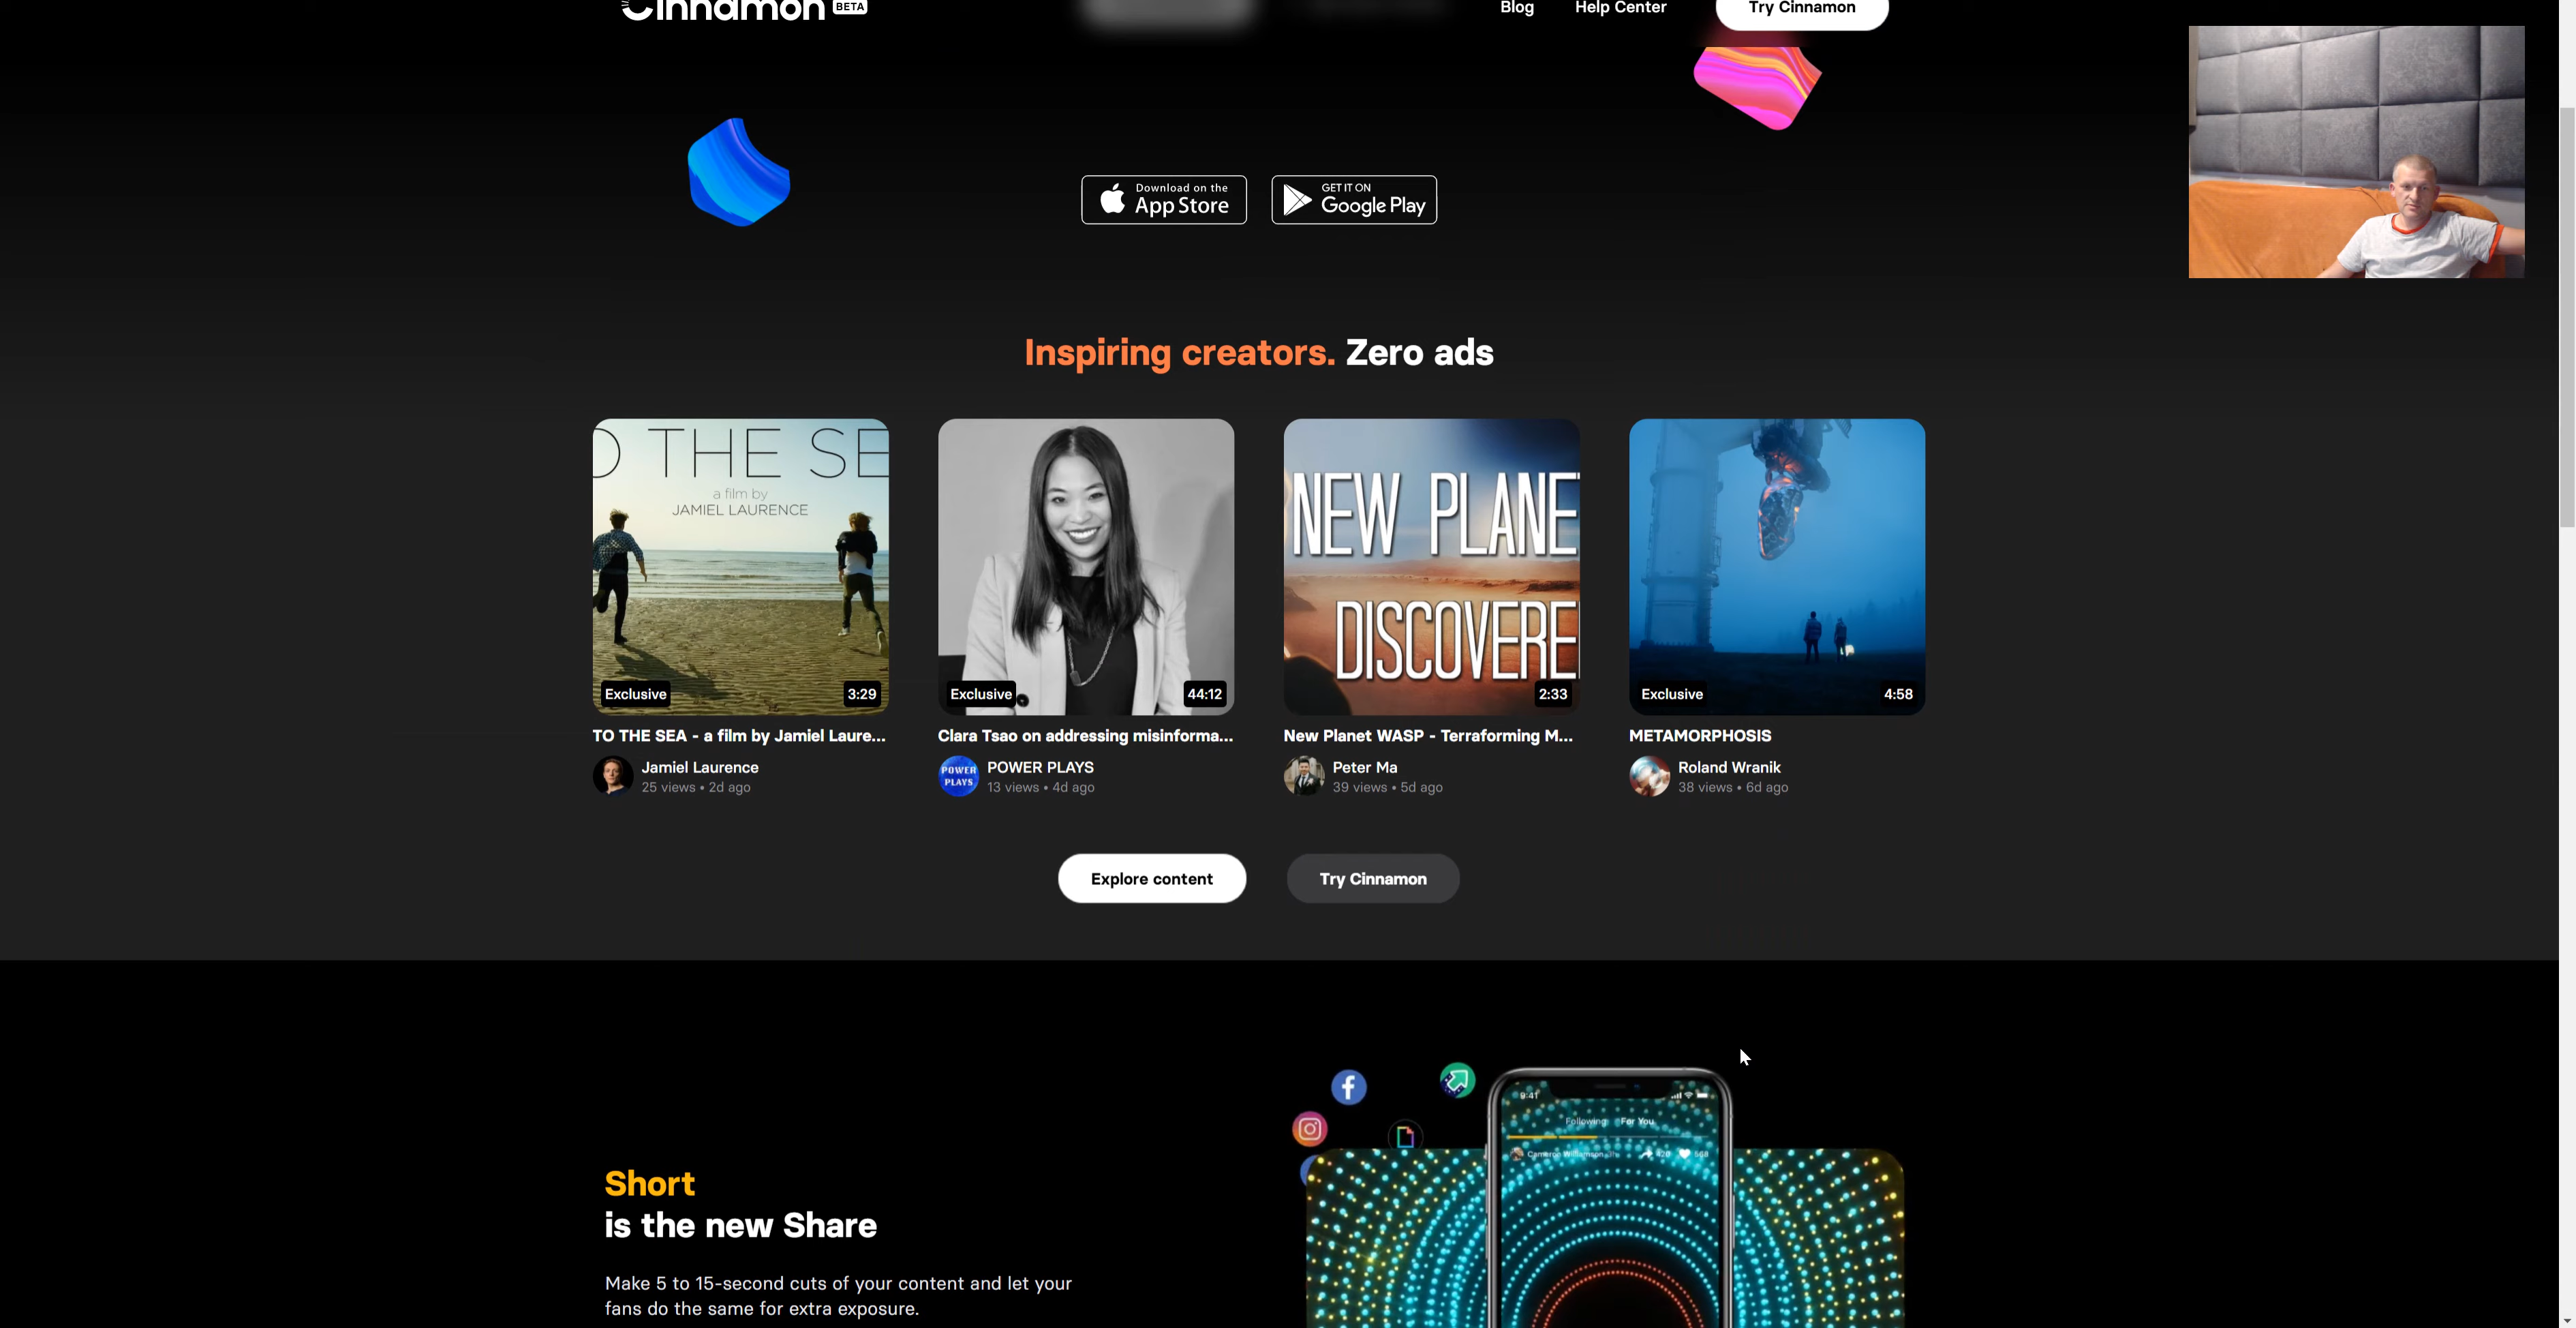 Cinnamon BETA
Blog
Help Center
Try Cinnamon
Download on the
App Store
GET IT ON
Google Play
Inspiring creators. Zero ads
O THE SE
a film by
JAMIEL LAURENCE
Exclusive
3:29
TO THE SEA - a film by Jamiel Laure...
Jamiel Laurence
25 views • 2d ago
Exclusive
44:12
Clara Tsao on addressing misinforma...
POWER
PLAYS
POWER PLAYS
13 views • 4d ago
NEW PLANE
DISCOVERE
2:33
New Planet WASP - Terraforming M...
Peter Ma
39 views • 5d ago
Exclusive
4:58
METAMORPHOSIS
Roland Wranik
38 views • 6d ago
Explore content
Try Cinnamon
Short
is the new Share
Make 5 to 15-second cuts of your content and let your
fans do the same for extra exposure.
9:41
Following For You
Cameron Williamson 420 568